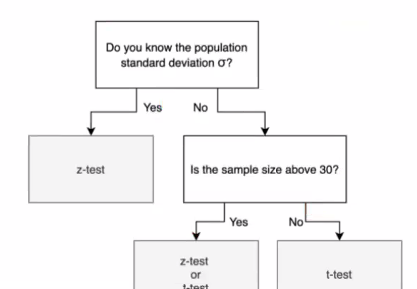 Do you know the population
standard deviation σ?
Yes
No
z-test
Is the sample size above 30?
Yes
No
z-test
or
t-test
t-test